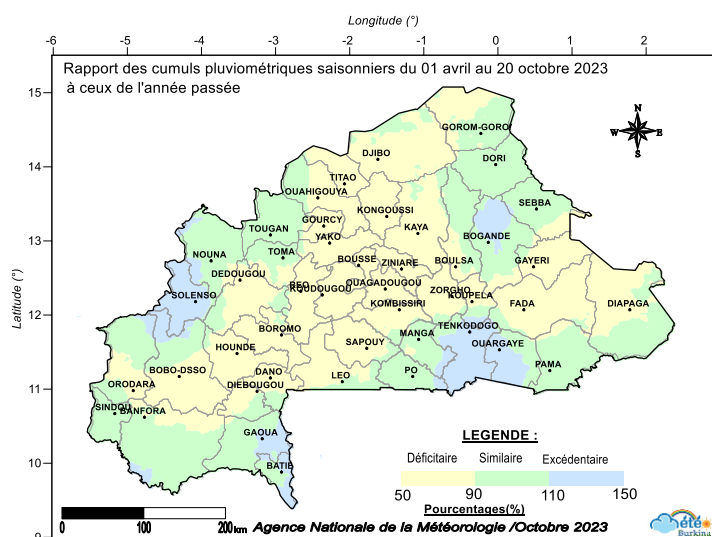 Longitude (°)
-6 -5 -4 -3 -2 -1 0 1 2
Rapport des cumuls pluviométriques saisonniers du 01 avril au 20 octobre 2023
à ceux de l'année passée
N
W E
S
15
14
13
12
11
10
9
Latitude (°)
GOROM-GORO
DJIBO
DORI
TITAO
OUAHIGOUYA
SEBBA
KONGOUSSI
GOURCY
KAYA
TOUGAN
YAKO
BOGANDE
TOMA
NOUNA
BOUSSE
ZINIARE
BOULSA
GAYERI
DEDOUGOU
REO
KOUDOUGOU
OUAGADOUGOU
ZORGHO
KOUPELA
SOLENSO
KOMBISSIRI
FADA
DIAPAGA
BOROMO
MANGA
TENKODOGO
HOUNDE
SAPOUY
OUARGAYE
BOBO-DSSO
DANO
LEO
PO
PAMA
ORODARA
DIEBOUGOU
SINDOU
BANFORA
GAOUA
BATIE
LEGENDE :
Déficitaire Similaire Excédentaire
50 90 110 150
Pourcentages(%)
0 100 200km
Agence Nationale de la Météorologie /Octobre 2023
météo
Burkina